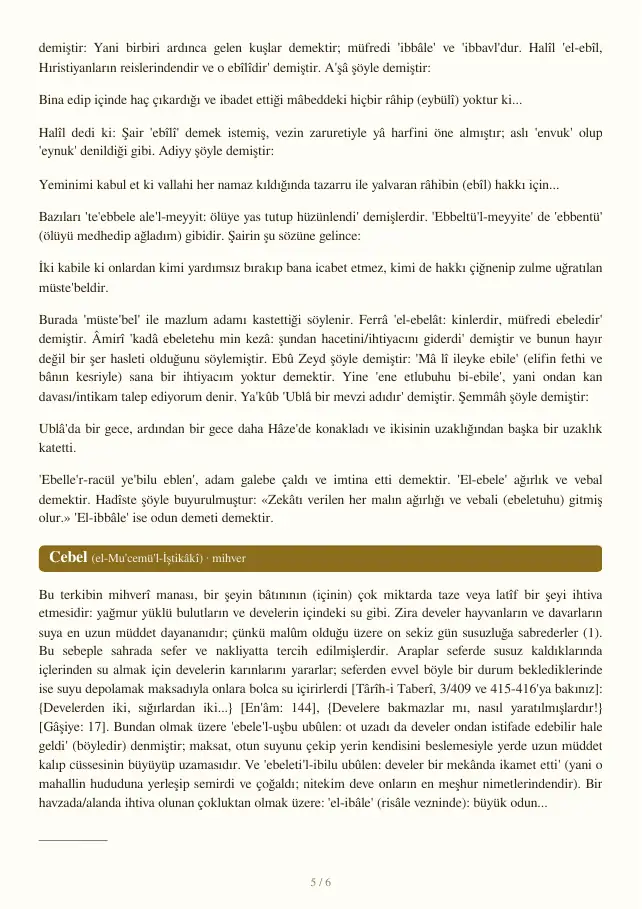 demiştir: Yani birbiri ardınca gelen kuşlar demektir; müfredi 'ibbâle' ve 'ibbavl'dur. Halîl 'el-ebîl,
Hıristiyanların reislerindendir ve o ebîlîdir' demiştir. A'şâ şöyle demiştir:
Bina edip içinde haç çıkardığı ve ibadet ettiği mâbeddeki hiçbir râhip (eybülî) yoktur ki...
Halîl dedi ki: Şair 'ebîlî' demek istemiş, vezin zaruretiyle yâ harfini öne almıştır; aslı 'envuk' olup
'eynuk' denildiği gibi. Adiyy şöyle demiştir:
Yeminimi kabul et ki vallahi her namaz kıldığında tazarru ile yalvaran râhibin (ebîl) hakkı için...
Bazıları 'te'ebbele ale'l-meyyit: ölüye yas tutup hüzünlendi' demişlerdir. 'Ebbeltü'l-meyyite' de 'ebbentü'
(ölüyü medhedip ağladım) gibidir. Şairin şu sözüne gelince:
İki kabile ki onlardan kimi yardımsız bırakıp bana icabet etmez, kimi de hakkı çiğnenip zulme uğratılan
müste'beldir.
Burada 'müste'bel' ile mazlum adamı kastettiği söylenir. Ferrâ 'el-ebelât: kinlerdir, müfredi ebeledir'
demiştir. Âmirî 'kadâ ebeletehu min kezâ: şundan hacetini/ihtiyacını giderdi' demiştir ve bunun hayır
değil bir şer hasleti olduğunu söylemiştir. Ebû Zeyd şöyle demiştir: 'Mâ lî ileyke ebile' (elifin fethi ve
bânın kesriyle) sana bir ihtiyacım yoktur demektir. Yine 'ene etlubuhu bi-ebile', yani ondan kan
davası/intikam talep ediyorum denir. Ya'kûb 'Ublâ bir mevzi adıdır' demiştir. Şemmâh şöyle demiştir:
Ublâ'da bir gece, ardından bir gece daha Hâze'de konakladı ve ikisinin uzaklığından başka bir uzaklık
katetti.
'Ebelle'r-racül ye'bilu eblen', adam galebe çaldı ve imtina etti demektir. 'El-ebele' ağırlık ve vebal
demektir. Hadîste şöyle buyurulmuştur: «Zekâtı verilen her malın ağırlığı ve vebali (ebeletuhu) gitmiş
olur.» 'El-ibbâle' ise odun demeti demektir.
Cebel (el-Mu'cemü'l-İştikâkî) · mihver
Bu terkibin mihverî manası, bir şeyin bâtınının (içinin) çok miktarda taze veya latîf bir şeyi ihtiva
etmesidir: yağmur yüklü bulutların ve develerin içindeki su gibi. Zira develer hayvanların ve davarların
suya en uzun müddet dayananıdır; çünkü malûm olduğu üzere on sekiz gün susuzluğa sabrederler (1).
Bu sebeple sahrada sefer ve nakliyatta tercih edilmişlerdir. Araplar seferde susuz kaldıklarında
içlerinden su almak için develerin karınlarını yararlar; seferden evvel böyle bir durum beklediklerinde
ise suyu depolamak maksadıyla onlara bolca su içirirlerdi [Târîh-i Taberî, 3/409 ve 415-416'ya bakınız]:
{Develerden iki, sığırlardan iki...} [En'âm: 144], {Develere bakmazlar mı, nasıl yaratılmışlardır!}
[Gâşiye: 17]. Bundan olmak üzere 'ebele'l-uşbu ubûlen: ot uzadı da develer ondan istifade edebilir hale
geldi' (böyledir) denmiştir; maksat, otun suyunu çekip yerin kendisini beslemesiyle yerde uzun müddet
kalıp cüssesinin büyüyüp uzamasıdır. Ve 'ebeleti'l-ibilu ubûlen: develer bir mekânda ikamet etti' (yani o
mahallin hududuna yerleşip semirdi ve çoğaldı; nitekim deve onların en meşhur nimetlerindendir). Bir
havzada/alanda ihtiva olunan çokluktan olmak üzere: 'el-ibâle' (risâle vezninde): büyük odun...
5 / 6